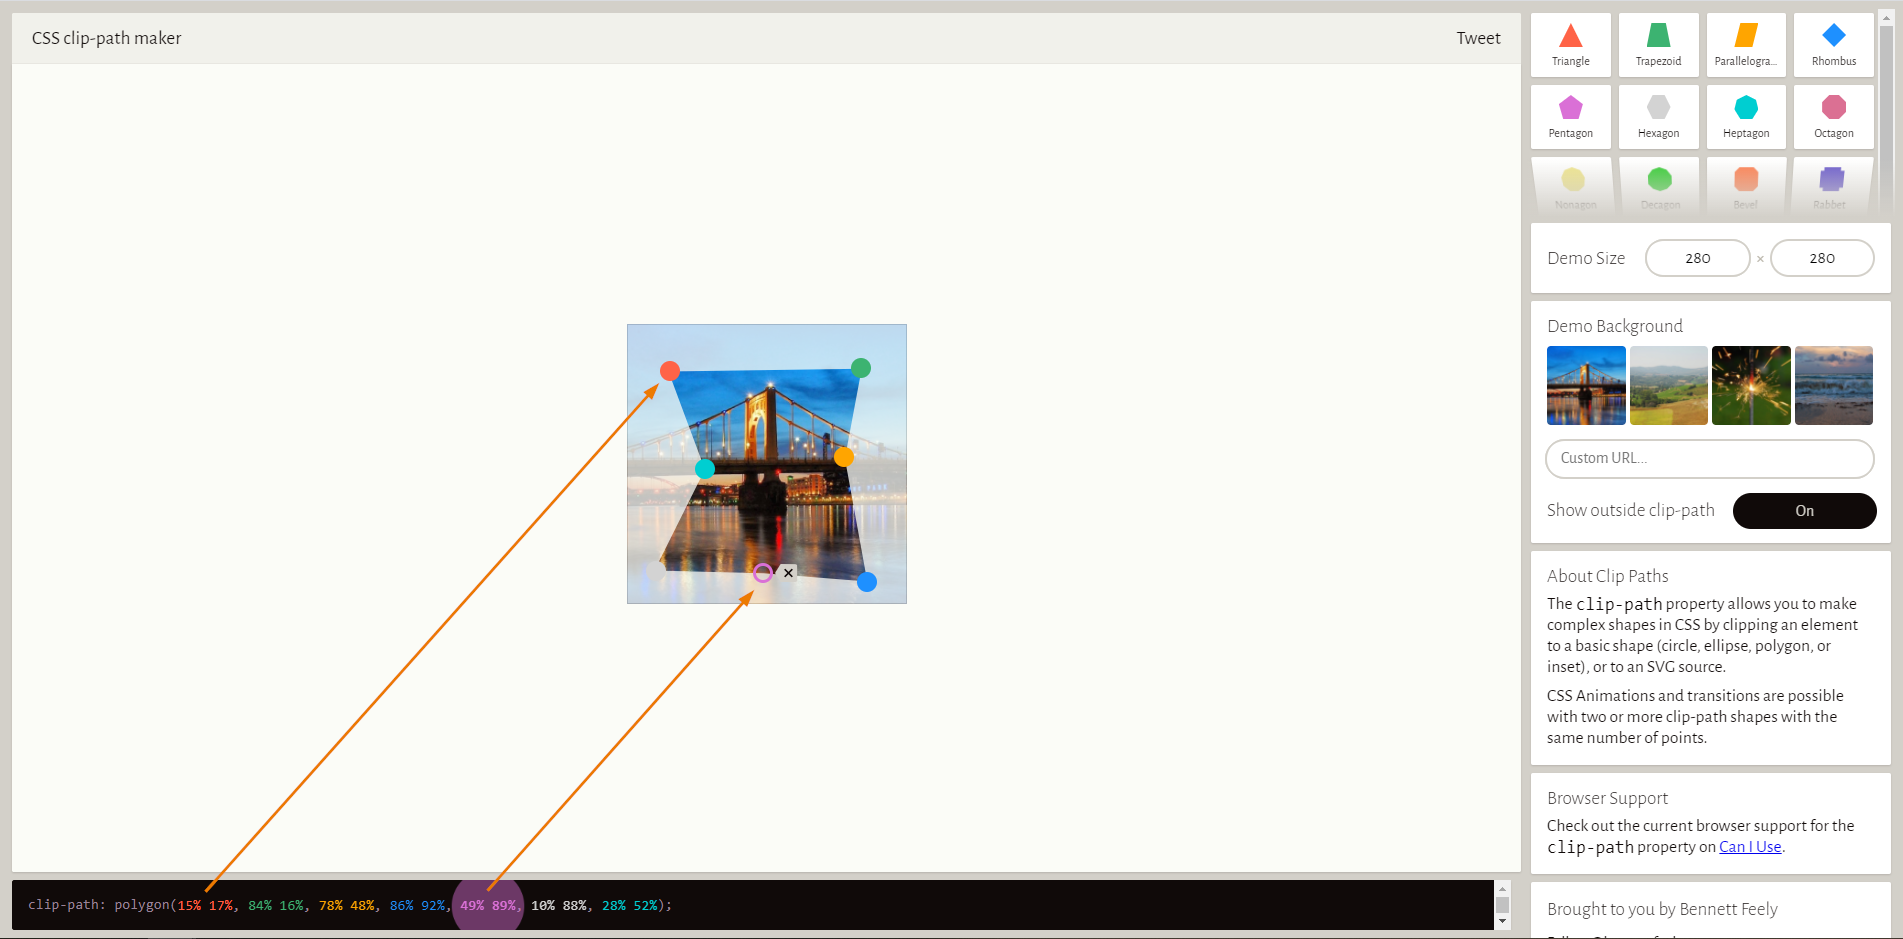 CSS clip-path maker
Tweet
Triangle
Trapezoid
Parallelogra...
Rhombus
Pentagon
Hexagon
Heptagon
Octagon
Nonagon
Decagon
Bevel
Rabbet
Demo Size
280
×
280
Demo Background
Custom URL...
Show outside clip-path
On
About Clip Paths
The clip-path property allows you to make
complex shapes in CSS by clipping an element
to a basic shape (circle, ellipse, polygon, or
inset), or to an SVG source.
CSS Animations and transitions are possible
with two or more clip-path shapes with the
same number of points.
Browser Support
Check out the current browser support for the
clip-path property on Can I Use.
Brought to you by Bennett Feely
clip-path: polygon(15% 17%, 84% 16%, 78% 48%, 86% 92%, 49% 89%, 10% 88%, 28% 52%);